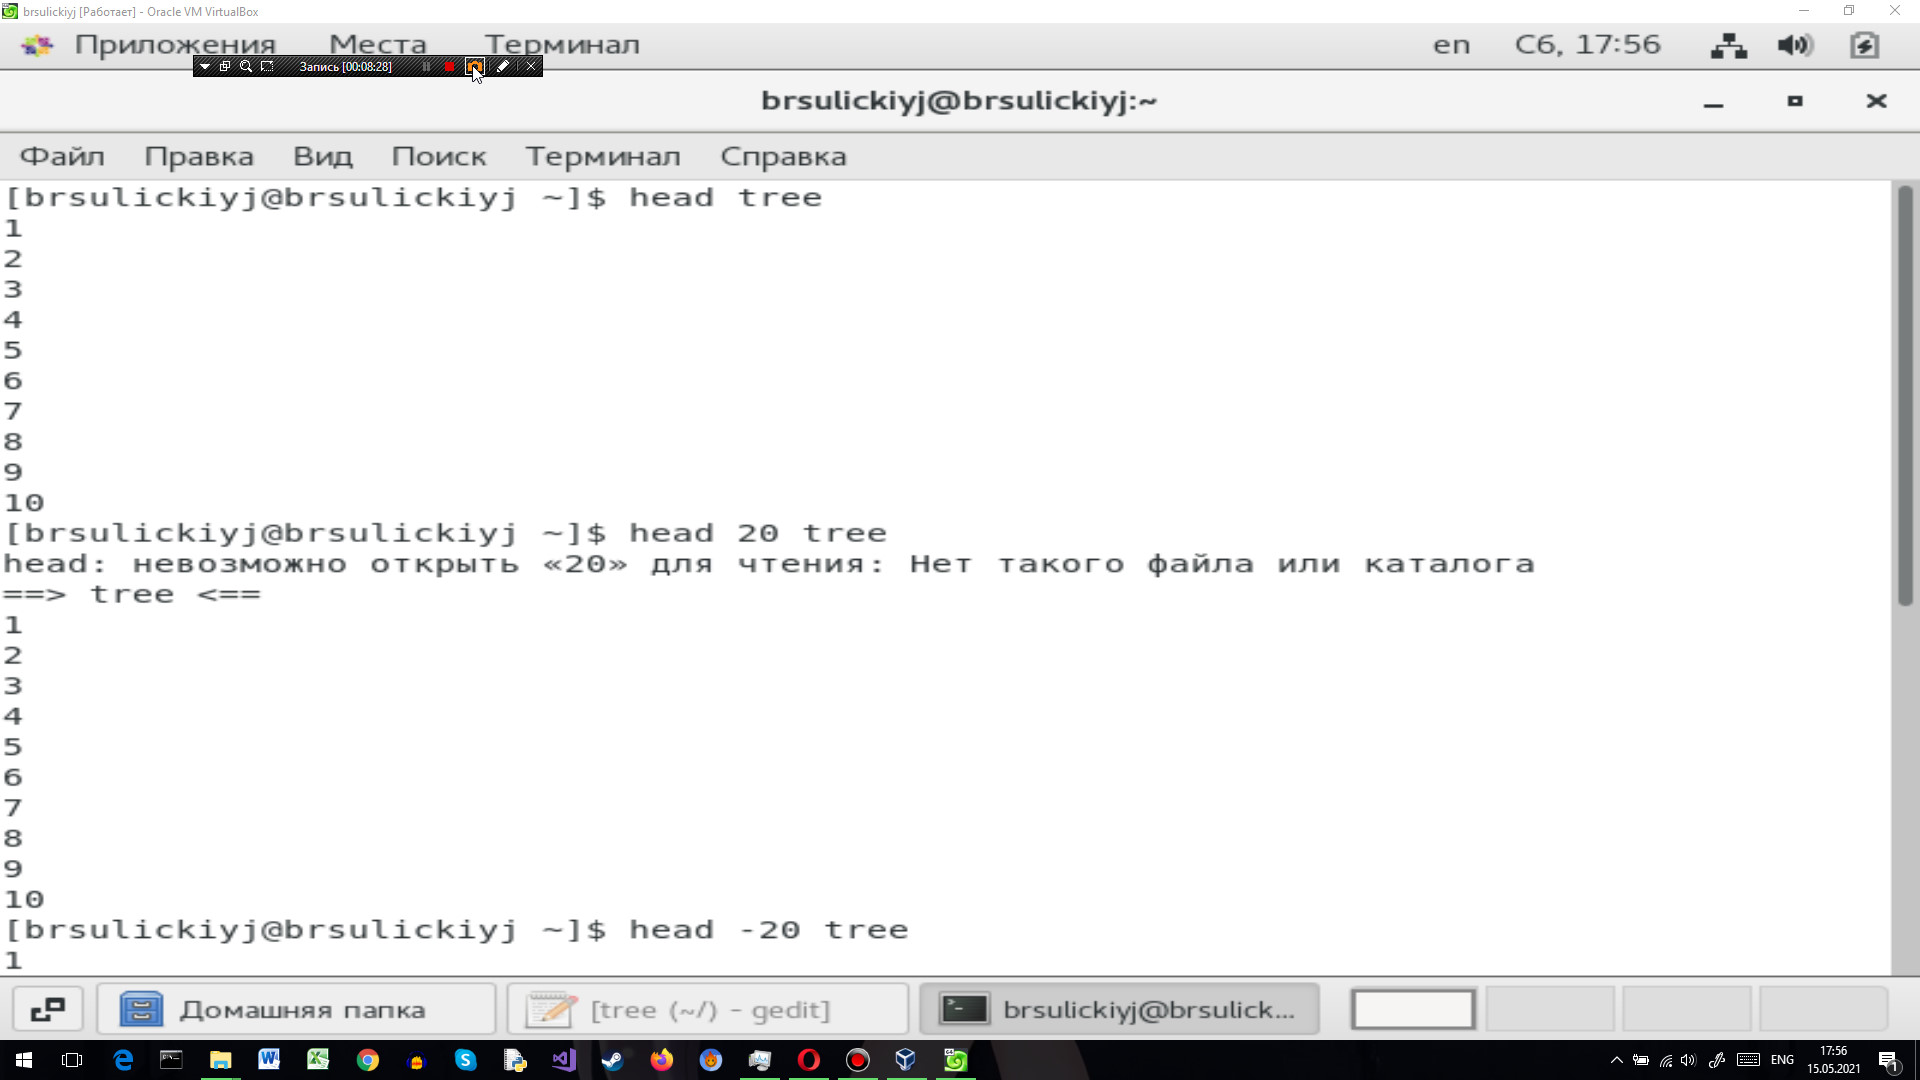 brsulickiyj [Работает] - Oracle VM VirtualBox
Приложения Места Терминал en Сб, 17:56
Запись [00:08:28]
brsulickiyj@brsulickiyj:~
Файл Правка Вид Поиск Терминал Справка
[brsulickiyj@brsulickiyj ~]$ head tree
1
2
3
4
5
6
7
8
9
10
[brsulickiyj@brsulickiyj ~]$ head 20 tree
head: невозможно открыть «20» для чтения: Нет такого файла или каталога
==> tree <==
1
2
3
4
5
6
7
8
9
10
[brsulickiyj@brsulickiyj ~]$ head -20 tree
1
Домашняя папка [tree (~/) - gedit] brsulickiyj@brsulick...
ENG 17:56
15.05.2021 1